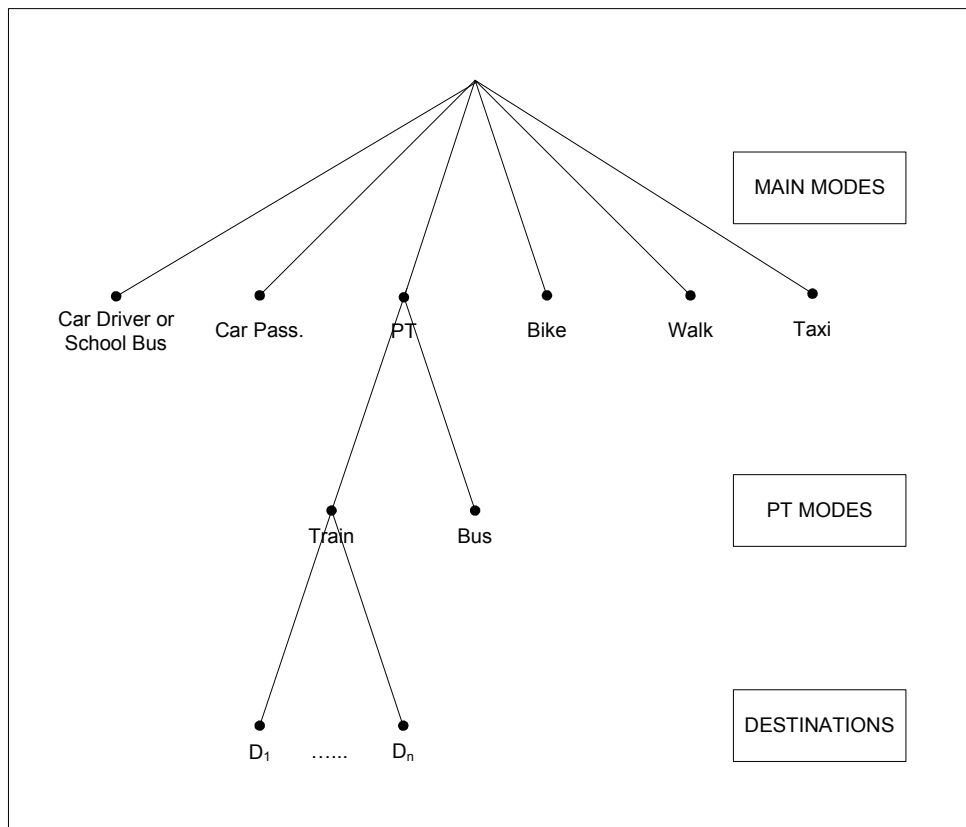 MAIN MODES
Car Driver or
School Bus
Car Pass.
PT
Bike
Walk
Taxi
PT MODES
Train
Bus
DESTINATIONS
D₁ …... Dₙ